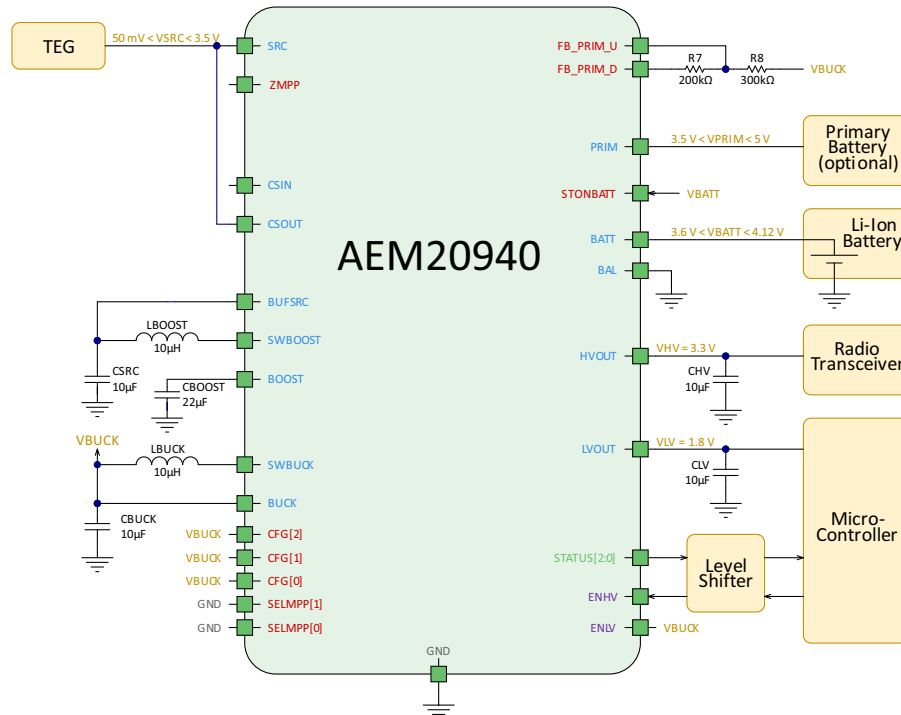 TEG
50 mV < VSRC < 3.5 V
SRC
ZMPP
CSIN
CSOUT
BUFSRC
LBOOST
10µH
SWBOOST
CSRC
10µF
BOOST
CBOOST
22µF
VBUCK
LBUCK
10µH
SWBUCK
BUCK
CBUCK
10µF
VBUCK CFG[2]
VBUCK CFG[1]
VBUCK CFG[0]
GND SELMPP[1]
GND SELMPP[0]
AEM20940
GND
FB_PRIM_U
FB_PRIM_D
R7
200kΩ
R8
300kΩ
VBUCK
PRIM
3.5 V < VPRIM < 5 V
Primary
Battery
(optional)
STONBATT
VBATT
BATT
3.6 V < VBATT < 4.12 V
Li-Ion
Battery
BAL
HVOUT
VHV = 3.3 V
CHV
10µF
Radio
Transceiver
LVOUT
VLV = 1.8 V
CLV
10µF
Micro-
Controller
STATUS[2:0]
Level
Shifter
ENHV
ENLV
VBUCK